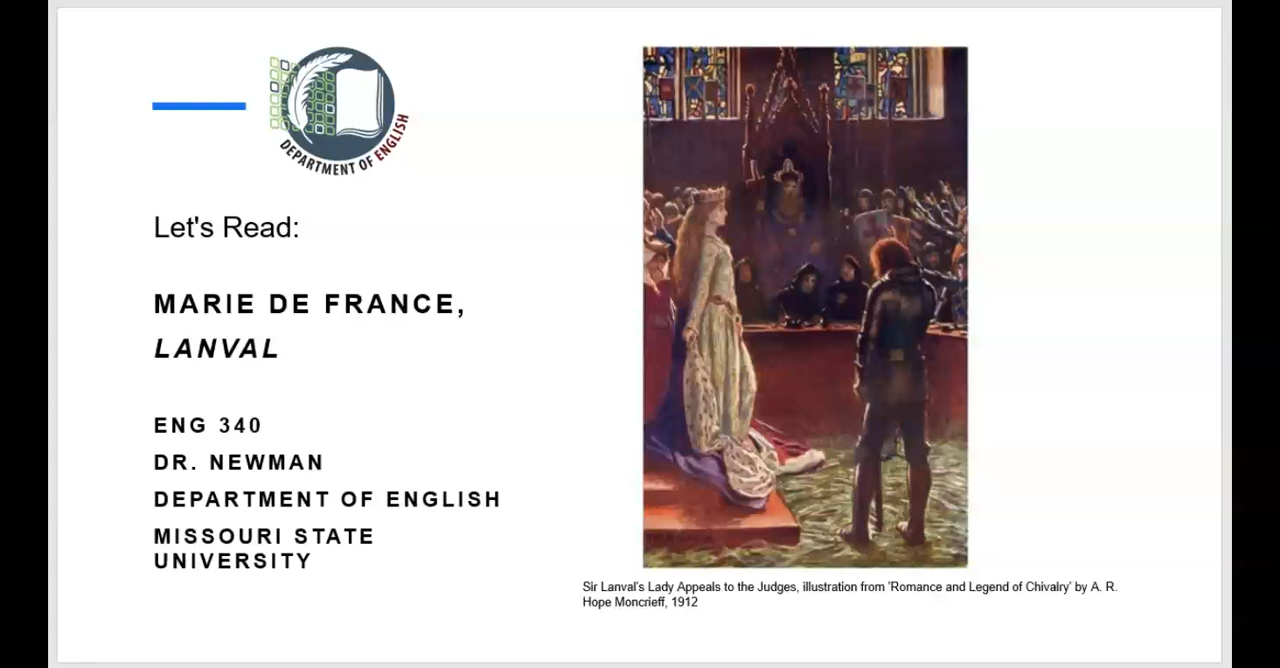 DEPARTMENT OF ENGLISH
Let's Read:
MARIE DE FRANCE,
LANVAL
ENG 340
DR. NEWMAN
DEPARTMENT OF ENGLISH
MISSOURI STATE
UNIVERSITY
Sir Lanval's Lady Appeals to the Judges, illustration from 'Romance and Legend of Chivalry' by A. R.
Hope Moncrieff, 1912